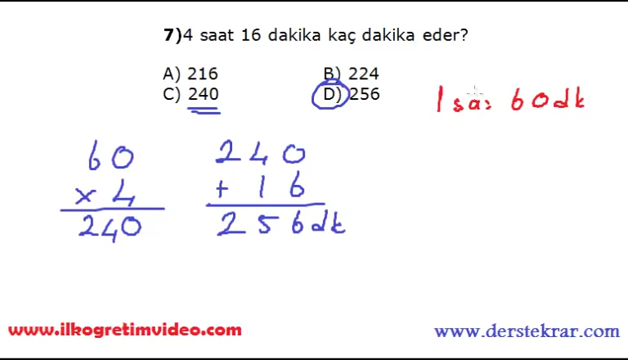 7)4 saat 16 dakika kaç dakika eder?
A) 216 B) 224
C) 240 D) 256
1 sa: 60dk
60
x 4
240
240
+ 16
256dk
www.ilkogretimvideo.com
www.derstekrar.com